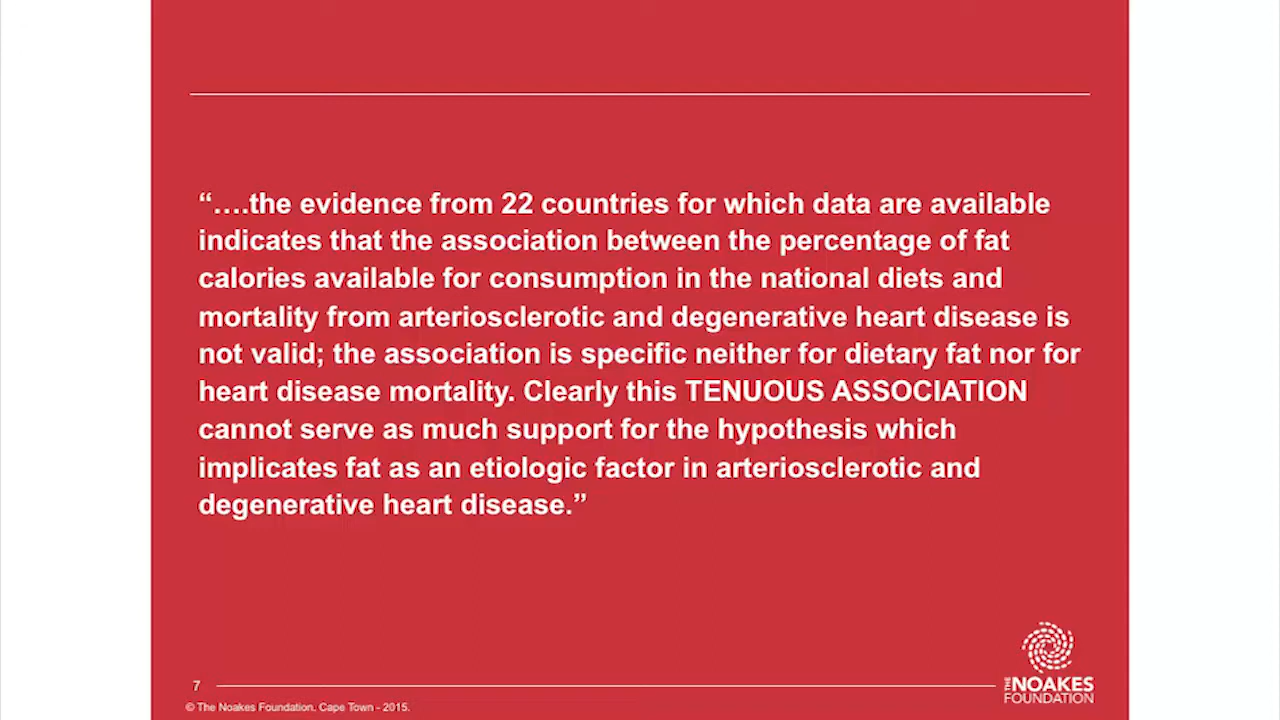 “….the evidence from 22 countries for which data are available
indicates that the association between the percentage of fat
calories available for consumption in the national diets and
mortality from arteriosclerotic and degenerative heart disease is
not valid; the association is specific neither for dietary fat nor for
heart disease mortality. Clearly this TENUOUS ASSOCIATION
cannot serve as much support for the hypothesis which
implicates fat as an etiologic factor in arteriosclerotic and
degenerative heart disease.”
7
© The Noakes Foundation. Cape Town - 2015.
THE NOAKES
FOUNDATION